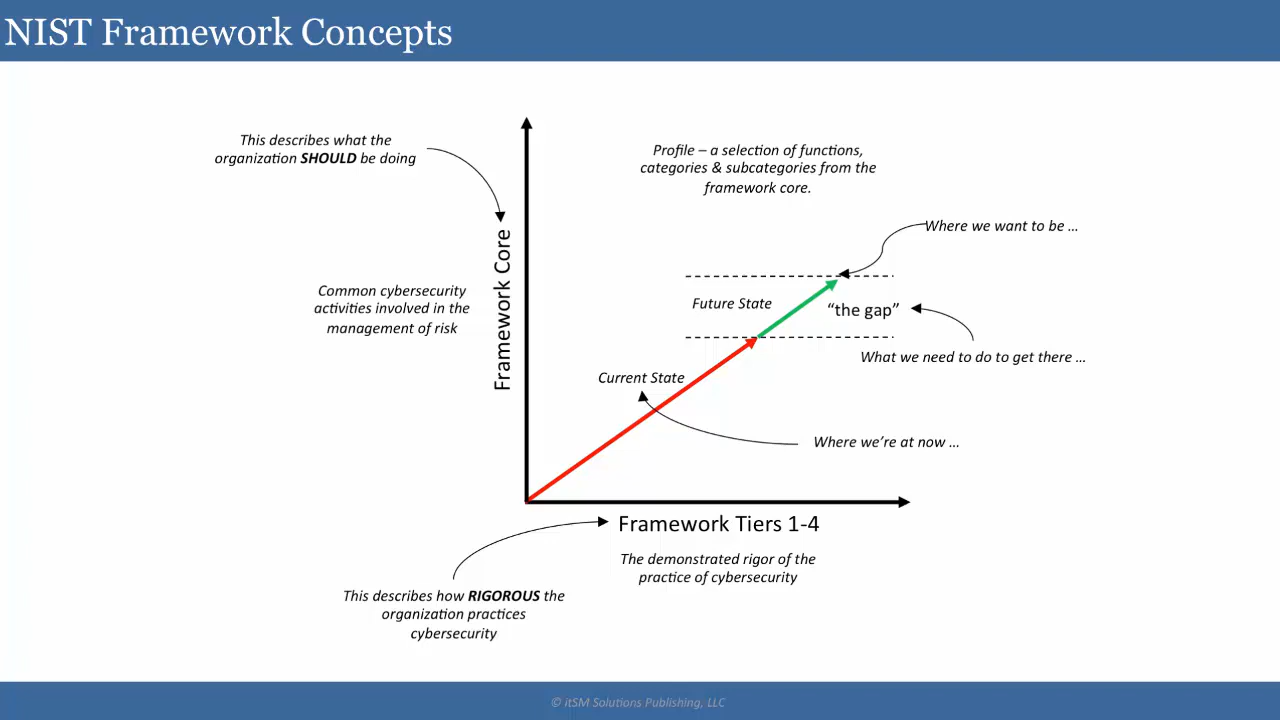 NIST Framework Concepts
This describes what the
organization SHOULD be doing
Profile – a selection of functions,
categories & subcategories from the
framework core.
Where we want to be …
Framework Core
Common cybersecurity
activities involved in the
management of risk
Future State
“the gap”
What we need to do to get there …
Current State
Where we’re at now …
Framework Tiers 1-4
The demonstrated rigor of the
practice of cybersecurity
This describes how RIGOROUS the
organization practices
cybersecurity
© itSM Solutions Publishing, LLC